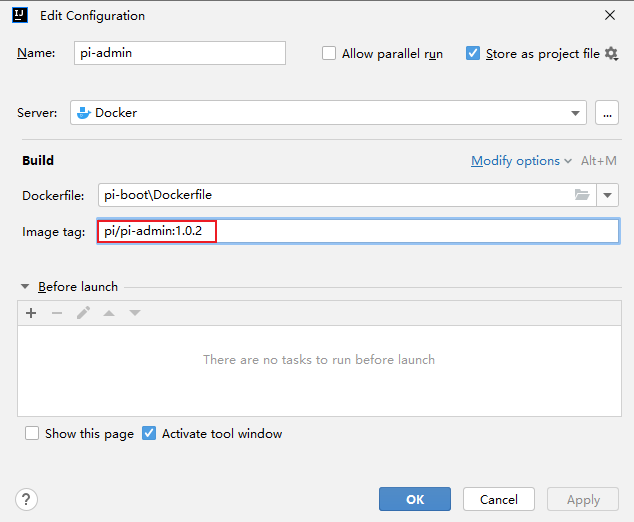 IJ Edit Configuration
Name: pi-admin Allow parallel run Store as project file
Server: Docker ...
Build Modify options Alt+M
Dockerfile: pi-boot\Dockerfile
Image tag: pi/pi-admin:1.0.2
Before launch
There are no tasks to run before launch
Show this page Activate tool window
? OK Cancel Apply